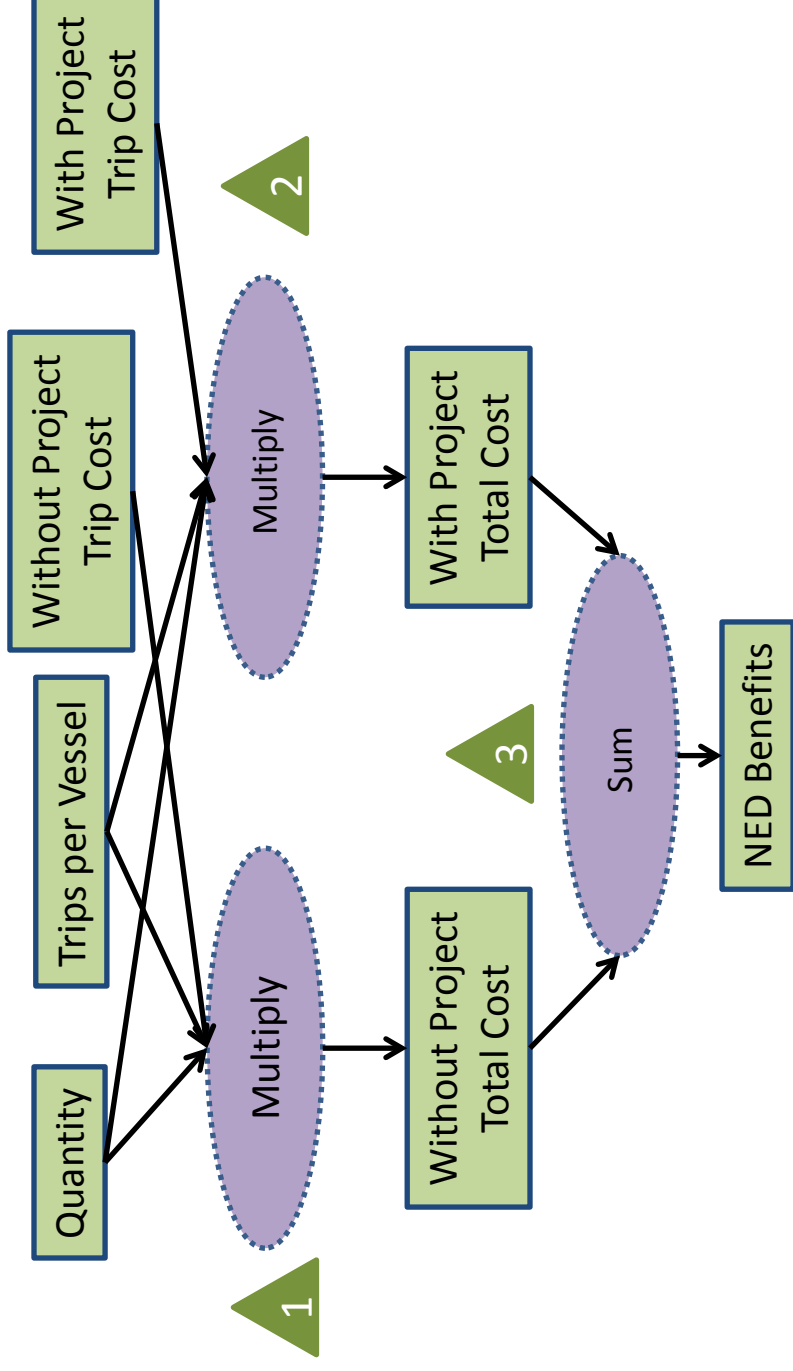 Quantity
Trips per Vessel
Without Project
Trip Cost
With Project
Trip Cost
1
Multiply
Multiply
2
Without Project
Total Cost
3
With Project
Total Cost
Sum
NED Benefits